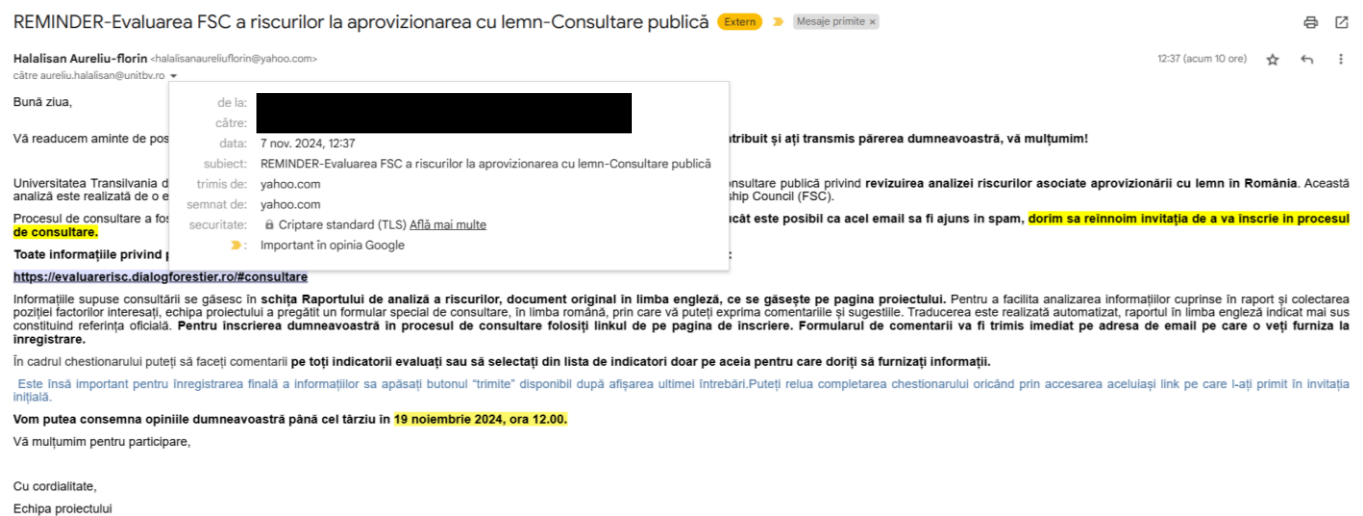 REMINDER-Evaluarea FSC a riscurilor la aprovizionarea cu lemn-Consultare publică Extern Mesaje primite ×
Halalisan Aureliu-florin <halalisanaureliuflorin@yahoo.com> 12:37 (acum 10 ore)
către aureliu.halalisan@unitbv.ro
Bună ziua,
de la:
către:
Vă readucem aminte de pos tribuit și ați transmis părerea dumneavoastră, vă mulțumim!
data: 7 nov. 2024, 12:37
subiect: REMINDER-Evaluarea FSC a riscurilor la aprovizionarea cu lemn-Consultare publică
Universitatea Transilvania d nsultare publică privind revizuirea analizei riscurilor asociate aprovizionării cu lemn în România. Această
trimis de: yahoo.com
analiză este realizată de o e ship Council (FSC).
semnat de: yahoo.com
Procesul de consultare a fos cât este posibil ca acel email sa fi ajuns in spam, dorim sa reinnoim invitația de a va inscrie in procesul
securitate: Criptare standard (TLS) Află mai multe
de consultare.
: Important în opinia Google
Toate informațiile privind :
https://evaluarerisc.dialogforestier.ro/#consultare
Informațiile supuse consultării se găsesc în schița Raportului de analiză a riscurilor, document original in limba engleză, ce se găsește pe pagina proiectului. Pentru a facilita analizarea informațiilor cuprinse în raport și colectarea
poziției factorilor interesați, echipa proiectului a pregătit un formular special de consultare, în limba română, prin care vă puteți exprima comentariile și sugestiile. Traducerea este realizată automatizat, raportul în limba engleză indicat mai sus
constituind referința oficială. Pentru înscrierea dumneavoastră în procesul de consultare folosiți linkul de pe pagina de înscriere. Formularul de comentarii va fi trimis imediat pe adresa de email pe care o veți furniza la
înregistrare.
În cadrul chestionarului puteți să faceți comentarii pe toți indicatorii evaluați sau să selectați din lista de indicatori doar pe aceia pentru care doriți să furnizați informații.
Este însă important pentru înregistrarea finală a informațiilor sa apăsați butonul "trimite" disponibil după afișarea ultimei întrebări.Puteți relua completarea chestionarului oricând prin accesarea aceluiași link pe care l-ați primit în invitația
inițială.
Vom putea consemna opiniile dumneavoastră până cel târziu în 19 noiembrie 2024, ora 12.00.
Vă mulțumim pentru participare,
Cu cordialitate,
Echipa proiectului